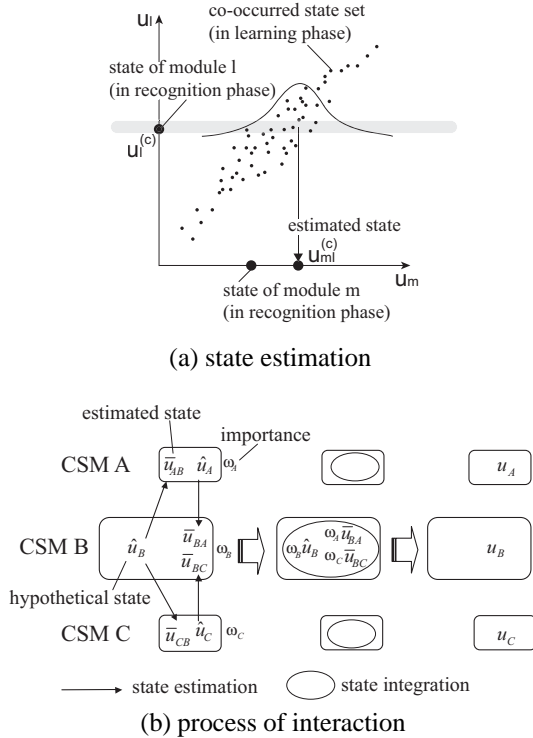 u_l
co-occurred state set
(in learning phase)
state of module l
(in recognition phase)
u_l^(c)
estimated state
u_ml^(c)
u_m
state of module m
(in recognition phase)
(a) state estimation
estimated state
importance
CSM A
ū_AB û_A ω_A
u_A
CSM B
û_B
ū_BA
ū_BC
ω_B
ω_B û_B
ω_A ū_BA
ω_C ū_BC
u_B
hypothetical state
CSM C
ū_CB û_C ω_C
u_C
state estimation
state integration
(b) process of interaction